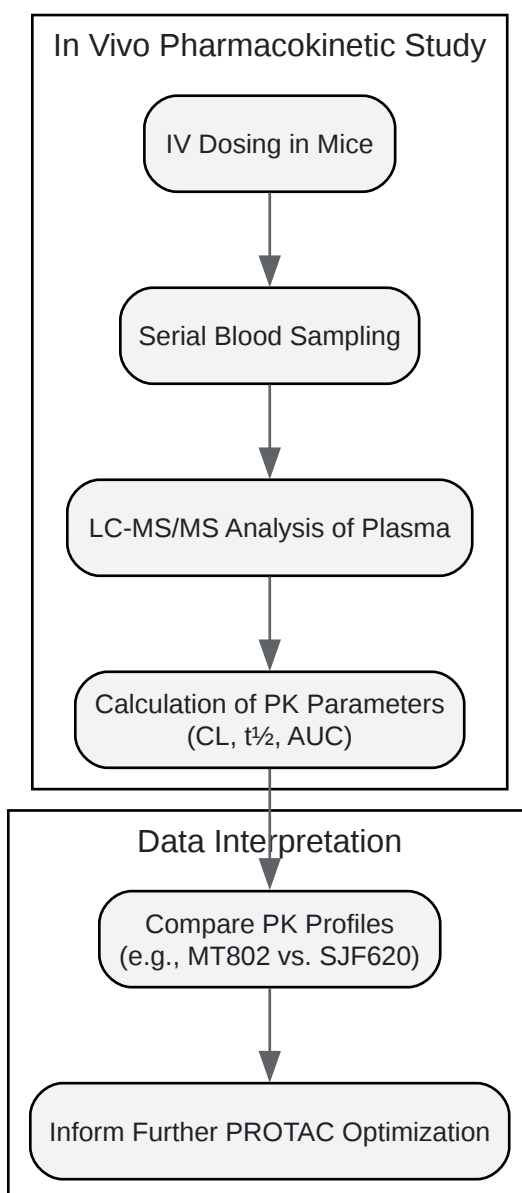 In Vivo Pharmacokinetic Study
IV Dosing in Mice
Serial Blood Sampling
LC-MS/MS Analysis of Plasma
Calculation of PK Parameters
(CL, t½, AUC)
Data Interpretation
Compare PK Profiles
(e.g., MT802 vs. SJF620)
Inform Further PROTAC Optimization